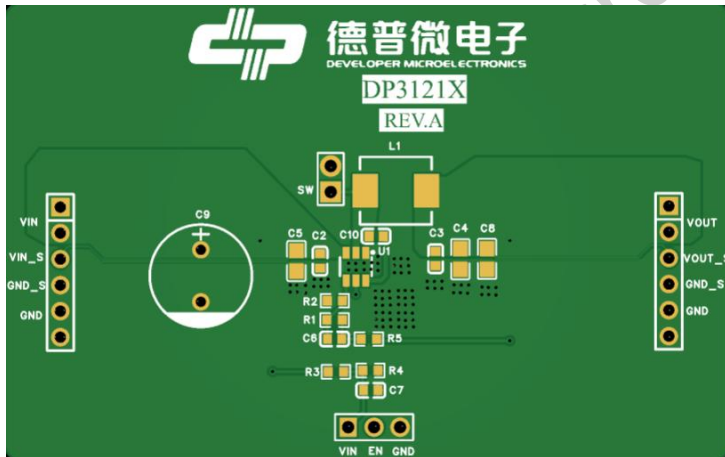 德普微电子
DEVELOPER MICROELECTRONICS
DP3121X
REV.A
L1
SW
C9
VIN
VIN_S
GND_S
GND
C5
C2
C10
U1
C3
C4
C8
VOUT
VOUT_S
GND_S
GND
R2
R1
C6
R5
R3
R4
C7
VIN EN GND